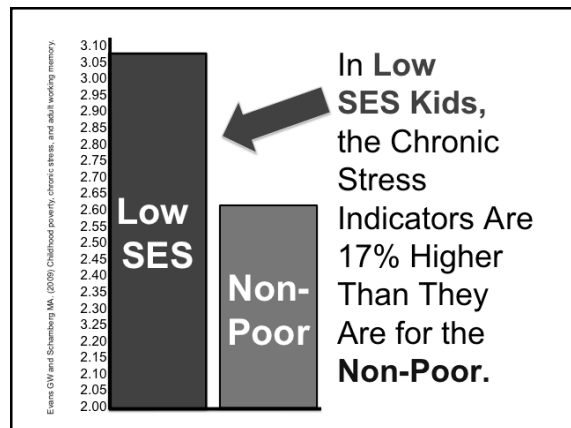 Evans GW and Schamberg MA. (2009) Childhood poverty, chronic stress, and adult working memory.
3.10
3.05
3.00
2.95
2.90
2.85
2.80
2.75
2.70
2.65
2.60
2.55
2.50
2.45
2.40
2.35
2.30
3.25
2.20
2.15
2.10
2.05
2.00
Low
SES
Non-
Poor
In Low
SES Kids,
the Chronic
Stress
Indicators Are
17% Higher
Than They
Are for the
Non-Poor.